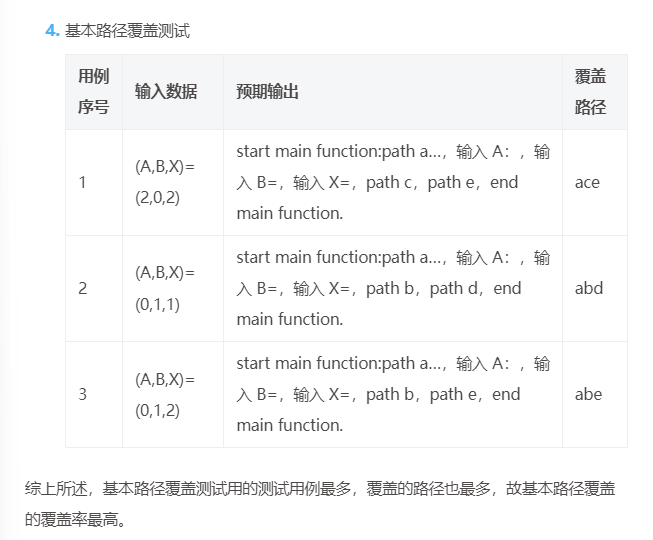 4. 基本路径覆盖测试
用例
序号
输入数据
预期输出
覆盖
路径
1
(A,B,X)=
(2,0,2)
start main function:path a...，输入 A：，输
入 B=，输入 X=，path c，path e，end
main function.
ace
2
(A,B,X)=
(0,1,1)
start main function:path a...，输入 A：，输
入 B=，输入 X=，path b，path d，end
main function.
abd
3
(A,B,X)=
(0,1,2)
start main function:path a...，输入 A：，输
入 B=，输入 X=，path b，path e，end
main function.
abe
综上所述，基本路径覆盖测试用的测试用例最多，覆盖的路径也最多，故基本路径覆盖
的覆盖率最高。